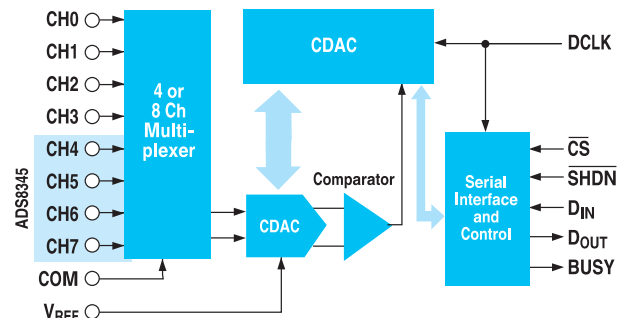 CH0
CH1
CH2
CH3
CH4
CH5
CH6
CH7
COM
VREF
ADS8345
4 or
8 Ch
Multi-
plexer
CDAC
CDAC
Comparator
DCLK
Serial
Interface
and
Control
CS
SHDN
DIN
DOUT
BUSY